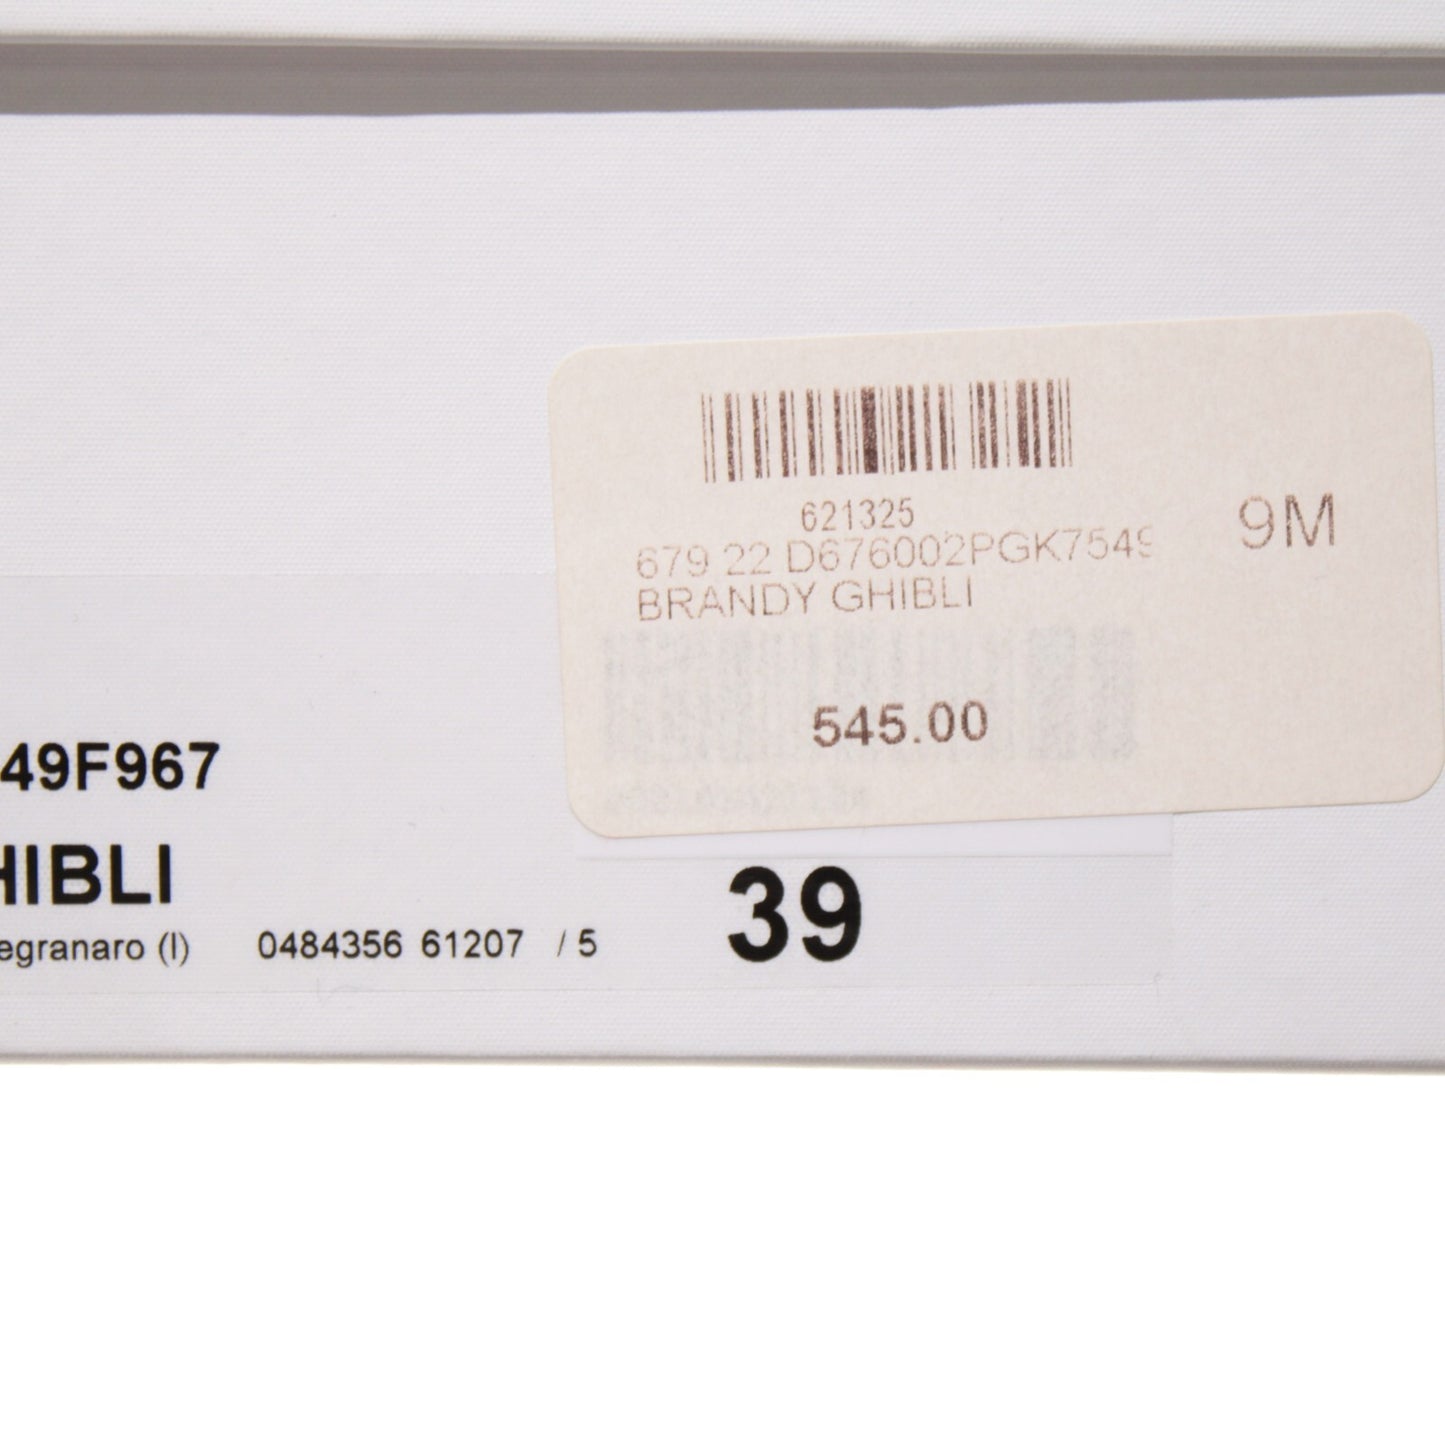 621325
679 22 D676002PGK7549
BRANDY GHIBLI
9M
545.00
49F967
HIBLI
egranaro (I) 0484356 61207 / 5
39